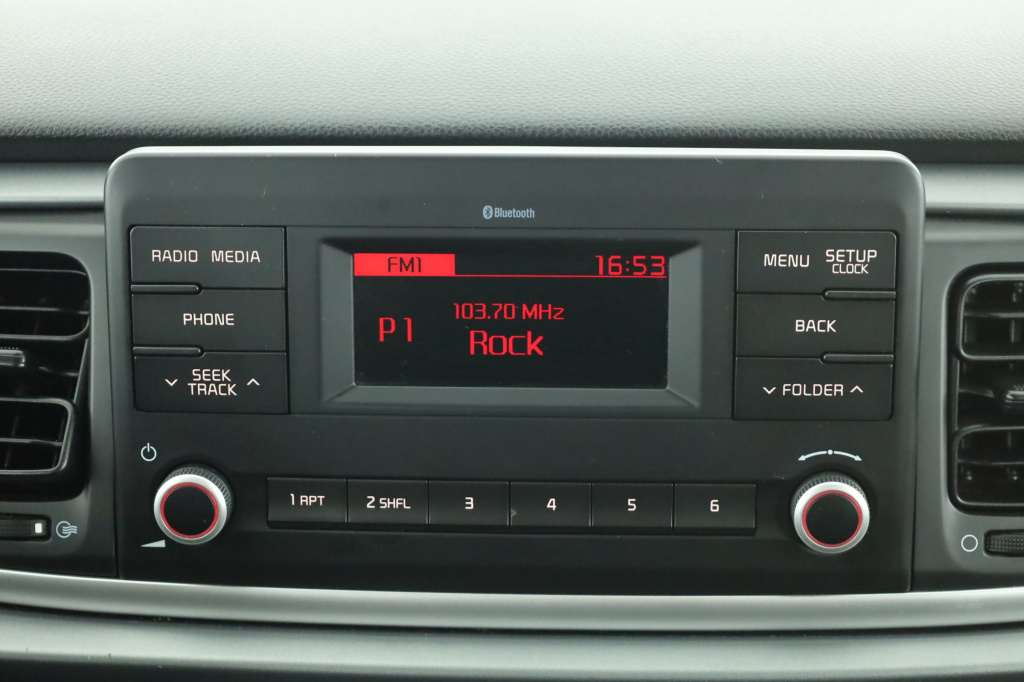 Bluetooth
RADIO MEDIA
PHONE
SEEK
TRACK
FM1 16:53
103.70 MHz
P1
Rock
MENU
SETUP
CLOCK
BACK
FOLDER
1 RPT
2 SHFL
3
4
5
6